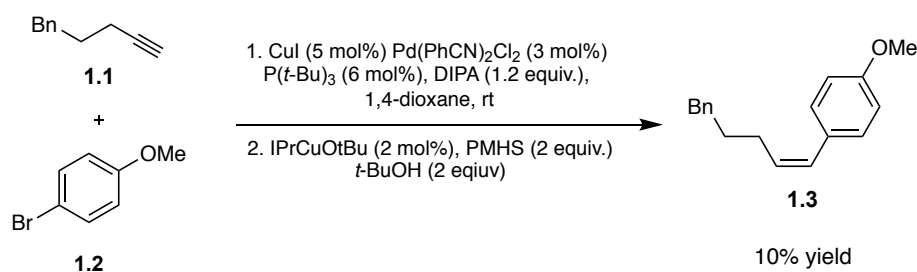 Bn
1.1
+
OMe
Br
1.2
1. CuI (5 mol%) Pd(PhCN)2Cl2 (3 mol%)
P(t-Bu)3 (6 mol%), DIPA (1.2 equiv.),
1,4-dioxane, rt
2. IPrCuOtBu (2 mol%), PMHS (2 equiv.)
t-BuOH (2 eqiuv)
OMe
Bn
1.3
10% yield